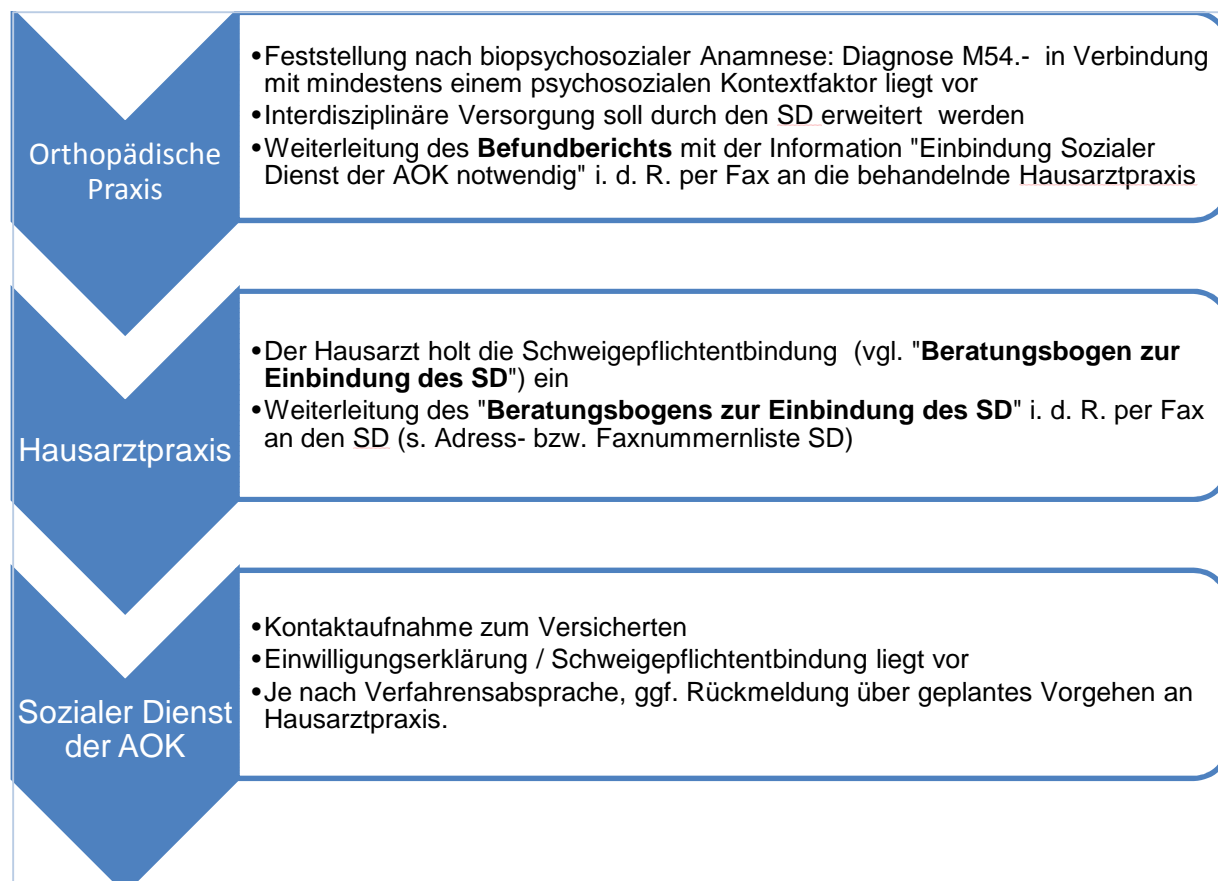 Orthopädische
Praxis
•Feststellung nach biopsychosozialer Anamnese: Diagnose M54.-  in Verbindung
mit mindestens einem psychosozialen Kontextfaktor liegt vor
•Interdisziplinäre Versorgung soll durch den SD erweitert  werden
•Weiterleitung des Befundberichts mit der Information "Einbindung Sozialer
Dienst der AOK notwendig" i. d. R. per Fax an die behandelnde Hausarztpraxis
Hausarztpraxis
•Der Hausarzt holt die Schweigepflichtentbindung  (vgl. "Beratungsbogen zur
Einbindung des SD") ein
•Weiterleitung des "Beratungsbogens zur Einbindung des SD" i. d. R. per Fax
an den SD (s. Adress- bzw. Faxnummernliste SD)
Sozialer Dienst
der AOK
•Kontaktaufnahme zum Versicherten
•Einwilligungserklärung / Schweigepflichtentbindung liegt vor
•Je nach Verfahrensabsprache, ggf. Rückmeldung über geplantes Vorgehen an
Hausarztpraxis.